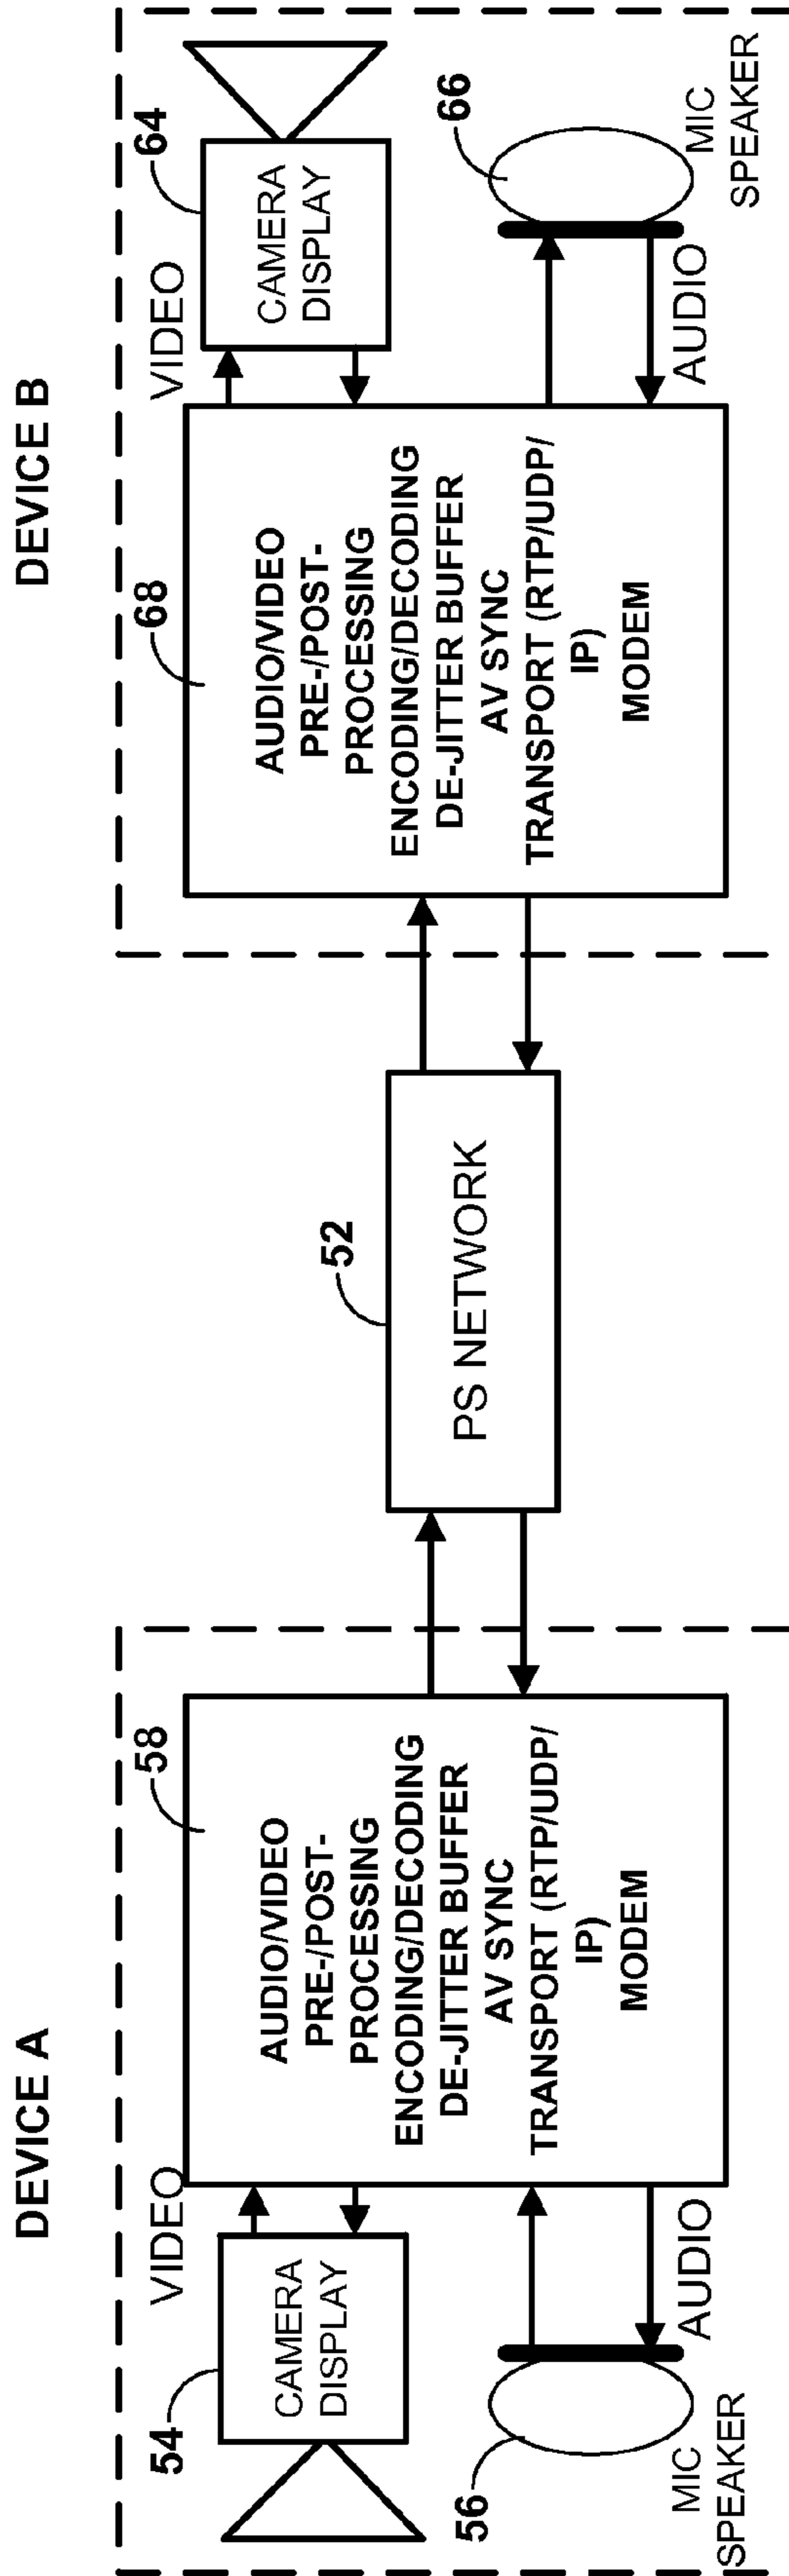 DEVICE A
VIDEO
54
CAMERA
DISPLAY
56
MIC
SPEAKER
AUDIO
58
AUDIO/VIDEO
PRE-/POST-
PROCESSING
ENCODING/DECODING
DE-JITTER BUFFER
AV SYNC
TRANSPORT (RTP/UDP/
IP)
MODEM
52
PS NETWORK
DEVICE B
68
AUDIO/VIDEO
PRE-/POST-
PROCESSING
ENCODING/DECODING
DE-JITTER BUFFER
AV SYNC
TRANSPORT (RTP/UDP/
IP)
MODEM
VIDEO
64
CAMERA
DISPLAY
66
MIC
SPEAKER
AUDIO